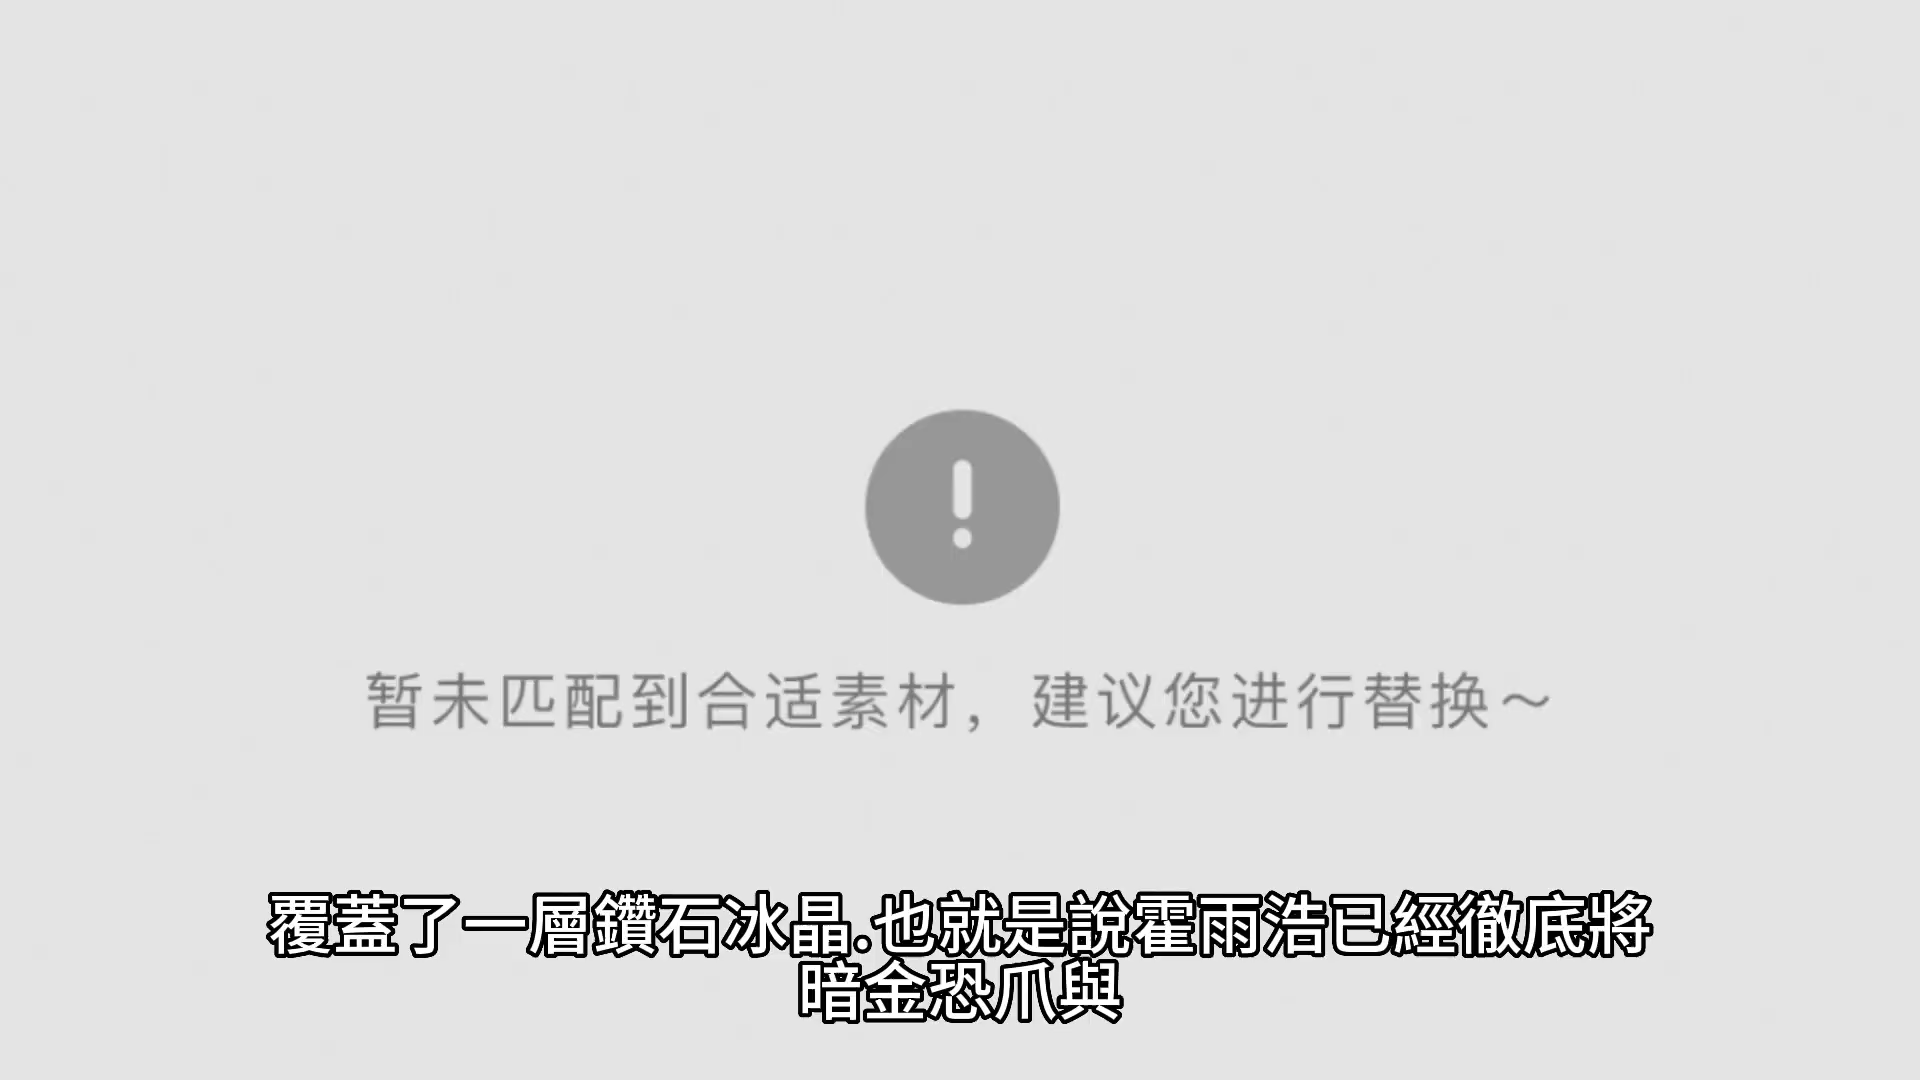 暂未匹配到合适素材，建议您进行替换～
覆蓋了一層鑽石冰晶.也就是說霍雨浩已經徹底將
暗金恐爪與